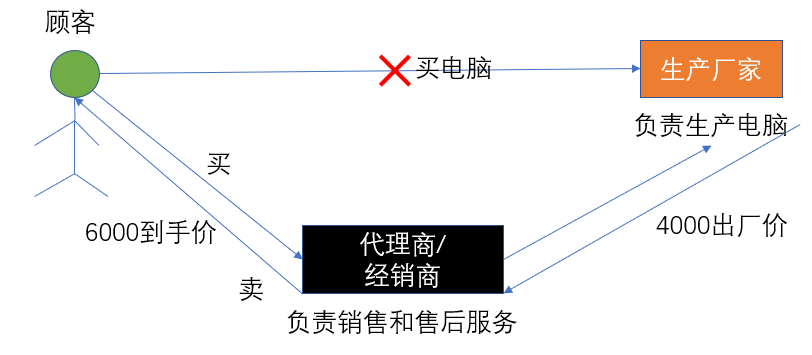 顾客
买电脑
生产厂家
负责生产电脑
买
6000到手价
4000出厂价
代理商/
经销商
卖
负责销售和售后服务